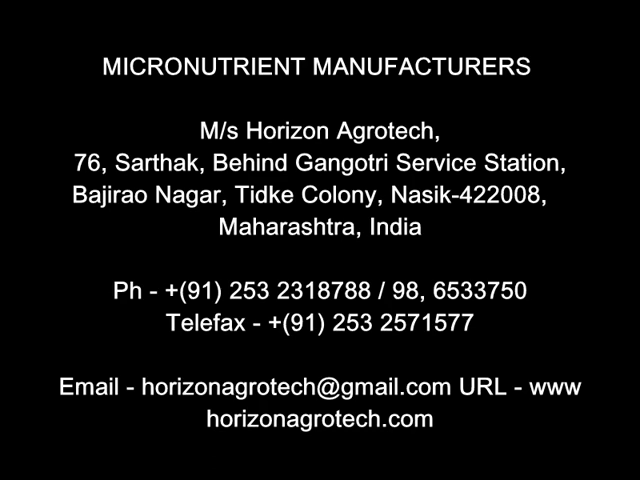 MICRONUTRIENT MANUFACTURERS
M/s Horizon Agrotech,
76, Sarthak, Behind Gangotri Service Station,
Bajirao Nagar, Tidke Colony, Nasik-422008,
Maharashtra, India
Ph - +(91) 253 2318788 / 98, 6533750
Telefax - +(91) 253 2571577
Email - horizonagrotech@gmail.com URL - www
horizonagrotech.com